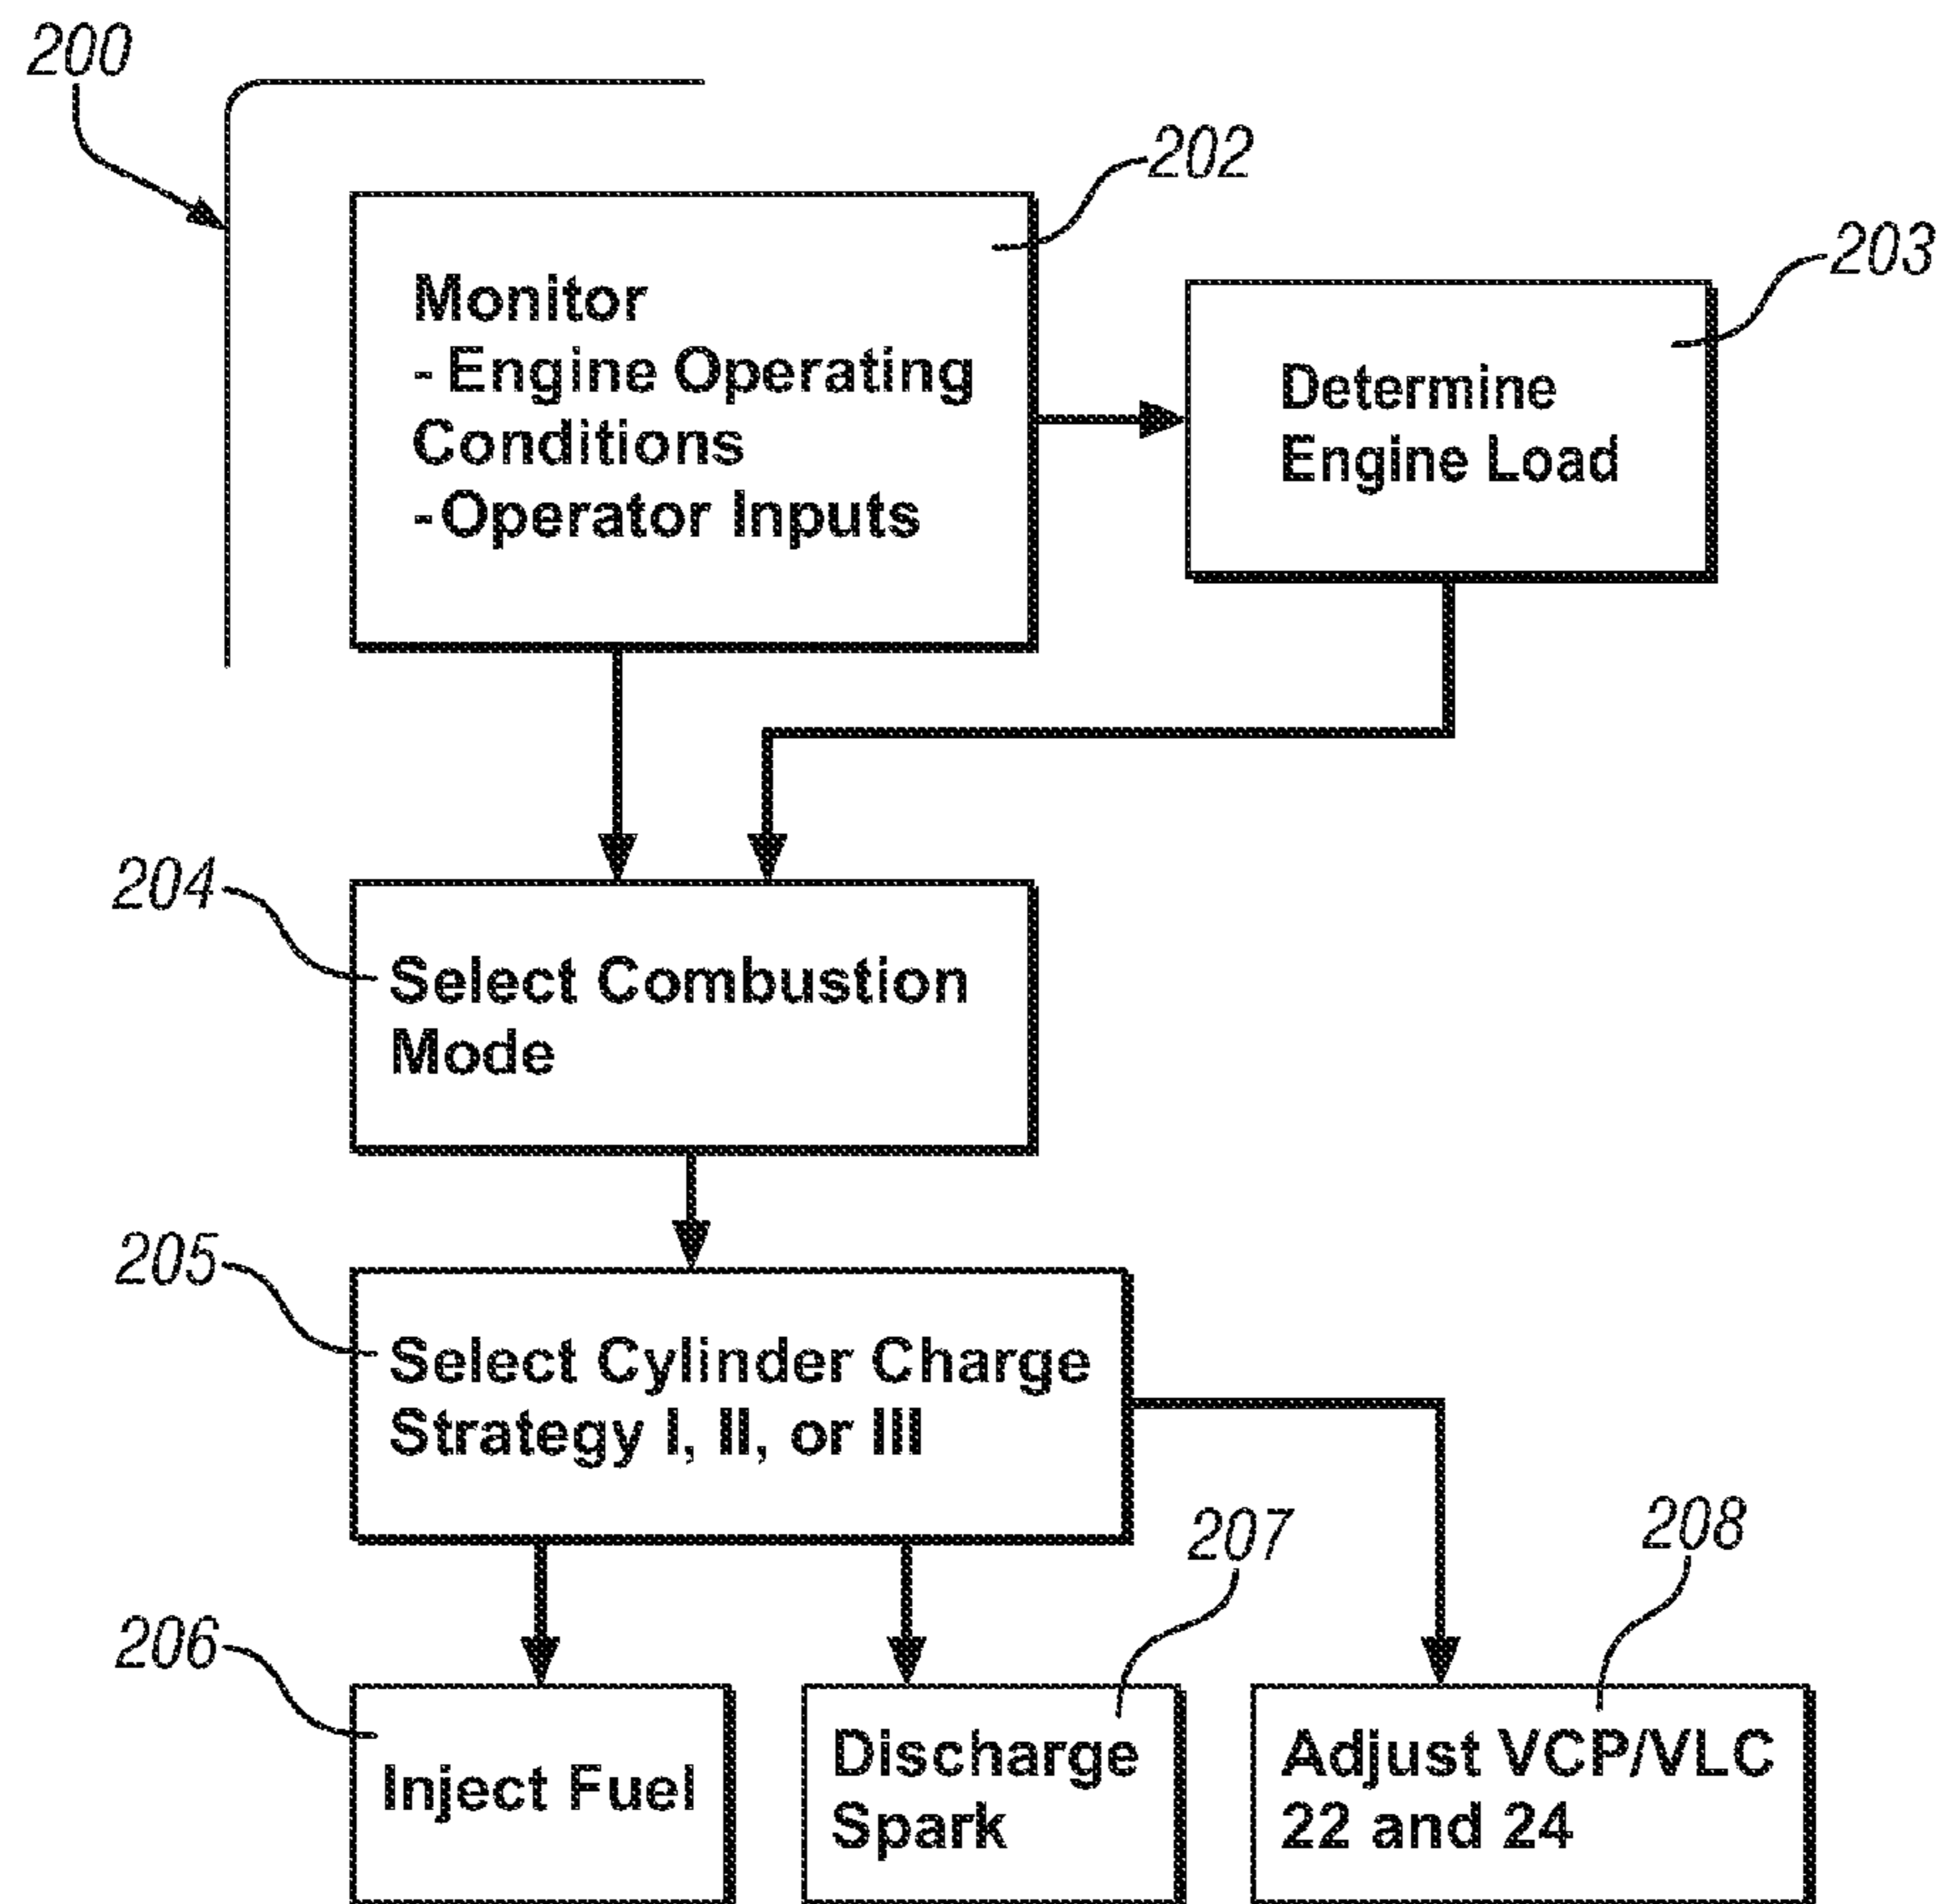 200
202
Monitor
- Engine Operating
Conditions
- Operator Inputs
203
Determine
Engine Load
204
Select Combustion
Mode
205
Select Cylinder Charge
Strategy I, II, or III
206
Inject Fuel
207
Discharge
Spark
208
Adjust VCP/VLC
22 and 24